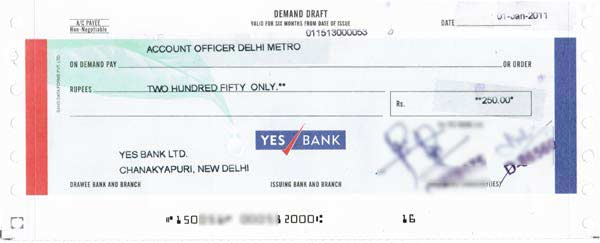 A/C PAYEE
Non-Negotiable
DEMAND DRAFT
VALID FOR SIX MONTHS FROM DATE OF ISSUE
011513000053
DATE 01-Jan-2011
ACCOUNT OFFICER DELHI METRO
ON DEMAND PAY OR ORDER
RUPEES TWO HUNDRED FIFTY ONLY.**
Rs. **250.00*
YES BANK
YES BANK LTD.
CHANAKYAPURI, NEW DELHI
DRAWEE BANK AND BRANCH
ISSUING BANK AND BRANCH
12000 16